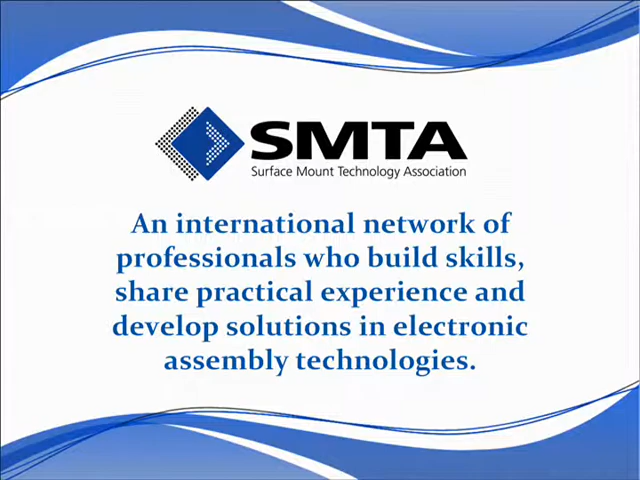 SMTA
Surface Mount Technology Association
An international network of
professionals who build skills,
share practical experience and
develop solutions in electronic
assembly technologies.